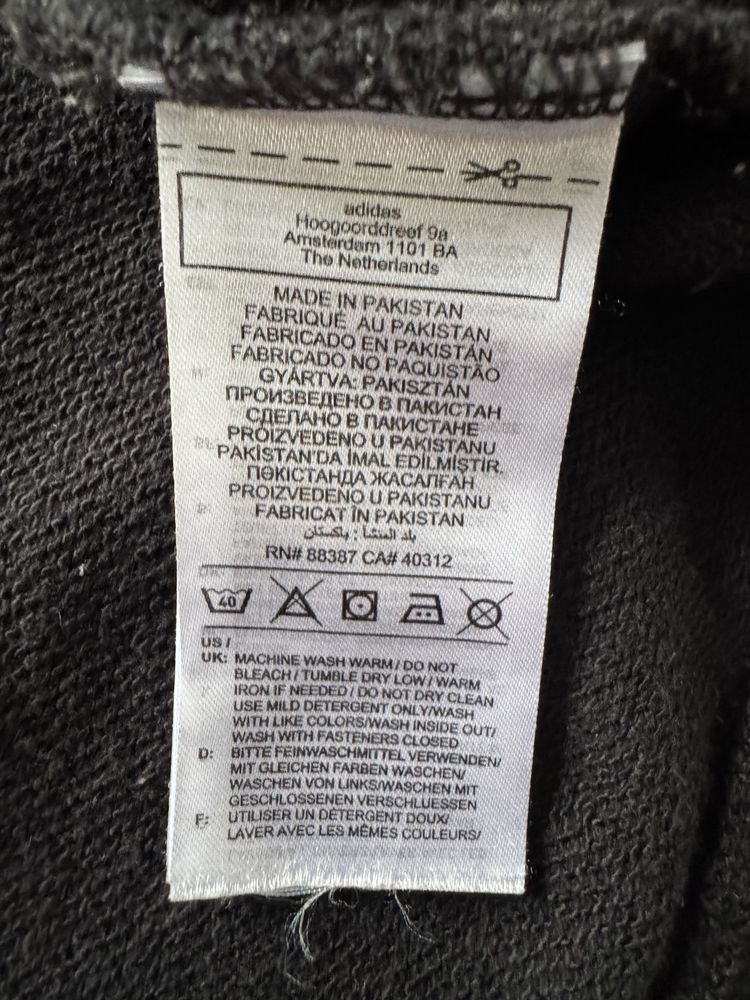 adidas
Hoogoorddreef 9a
Amsterdam 1101 BA
The Netherlands
MADE IN PAKISTAN
FABRIQUÉ AU PAKISTAN
FABRICADO EN PAKISTÁN
FABRICADO NO PAQUISTÃO
GYÁRTVA: PAKISZTÁN
ПРОИЗВЕДЕНО В ПАКИСТАН
СДЕЛАНО В ПАКИСТАНЕ
PROIZVEDENO U PAKISTANU
PAKİSTAN'DA İMAL EDİLMİŞTİR.
ПӨКІСТАНДА ЖАСАЛҒАН
PROIZVEDENO U PAKISTANU
FABRICAT ÎN PAKISTAN
بلد المنشأ : باكستان
RN# 88387 CA# 40312
40
US /
UK: MACHINE WASH WARM / DO NOT
BLEACH / TUMBLE DRY LOW / WARM
IRON IF NEEDED / DO NOT DRY CLEAN
USE MILD DETERGENT ONLY/WASH
WITH LIKE COLORS/WASH INSIDE OUT/
WASH WITH FASTENERS CLOSED
D: BITTE FEINWASCHMITTEL VERWENDEN/
MIT GLEICHEN FARBEN WASCHEN/
WASCHEN VON LINKS/WASCHEN MIT
GESCHLOSSENEN VERSCHLUESSEN
F: UTILISER UN DÉTERGENT DOUX/
LAVER AVEC LES MÊMES COULEURS/